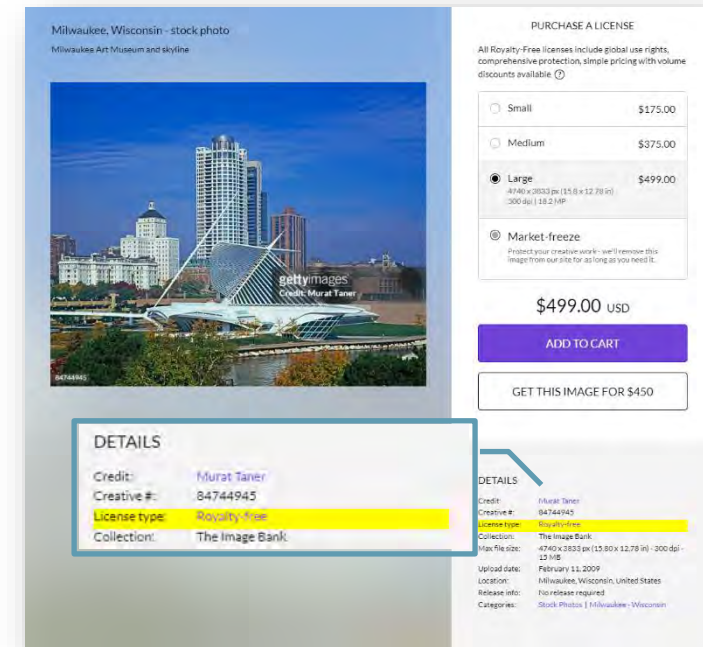 Milwaukee, Wisconsin - stock photo
Milwaukee Art Museum and skyline
gettyimages
Credit: Murat Taner
84744945
PURCHASE A LICENSE
All Royalty-Free licenses include global use rights,
comprehensive protection, simple pricing with volume
discounts available ?
Small $175.00
Medium $375.00
Large $499.00
4740 x 3833 px (15.8 x 12.78 in)
300 dpi | 18.2 MP
Market-freeze
Protect your creative work - we'll remove this
image from our site for as long as you need it.
$499.00 USD
ADD TO CART
GET THIS IMAGE FOR $450
DETAILS
Credit: Murat Taner
Creative #: 84744945
License type: Royalty-free
Collection: The Image Bank
DETAILS
Credit: Murat Taner
Creative #: 84744945
License type: Royalty-free
Collection: The Image Bank
Max file size: 4740 x 3833 px (15.80 x 12.78 in) - 300 dpi -
15 MB
Upload date: February 11, 2009
Location: Milwaukee, Wisconsin, United States
Release info: No release required
Categories: Stock Photos | Milwaukee - Wisconsin